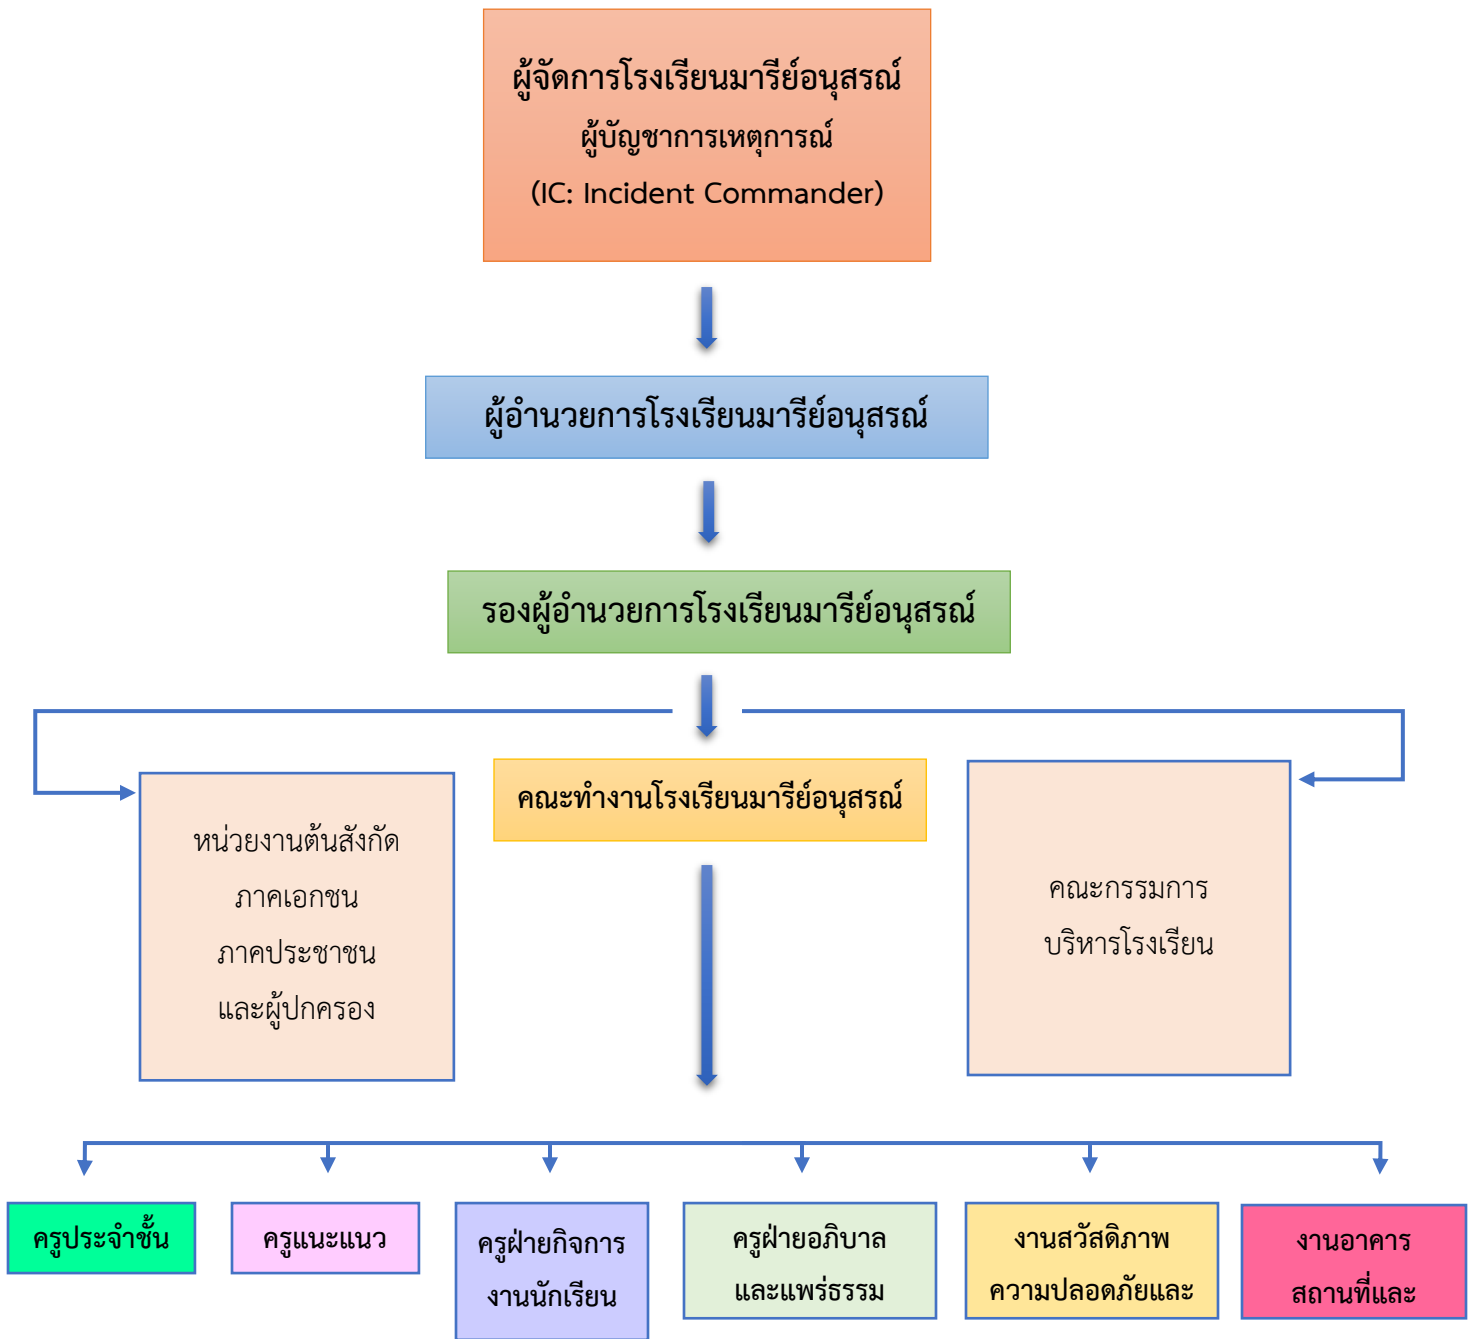 ผู้จัดการโรงเรียนมารีย์อนุสรณ์
ผู้บัญชาการเหตุการณ์
(IC: Incident Commander)
ผู้อำนวยการโรงเรียนมารีย์อนุสรณ์
รองผู้อำนวยการโรงเรียนมารีย์อนุสรณ์
คณะทำงานโรงเรียนมารีย์อนุสรณ์
หน่วยงานต้นสังกัด
ภาคเอกชน
ภาคประชาชน
และผู้ปกครอง
คณะกรรมการ
บริหารโรงเรียน
ครูประจำชั้น
ครูแนะแนว
ครูฝ่ายกิจการ
งานนักเรียน
ครูฝ่ายอภิบาล
และแพร่ธรรม
งานสวัสดิภาพ
ความปลอดภัยและ
งานอาคาร
สถานที่และ